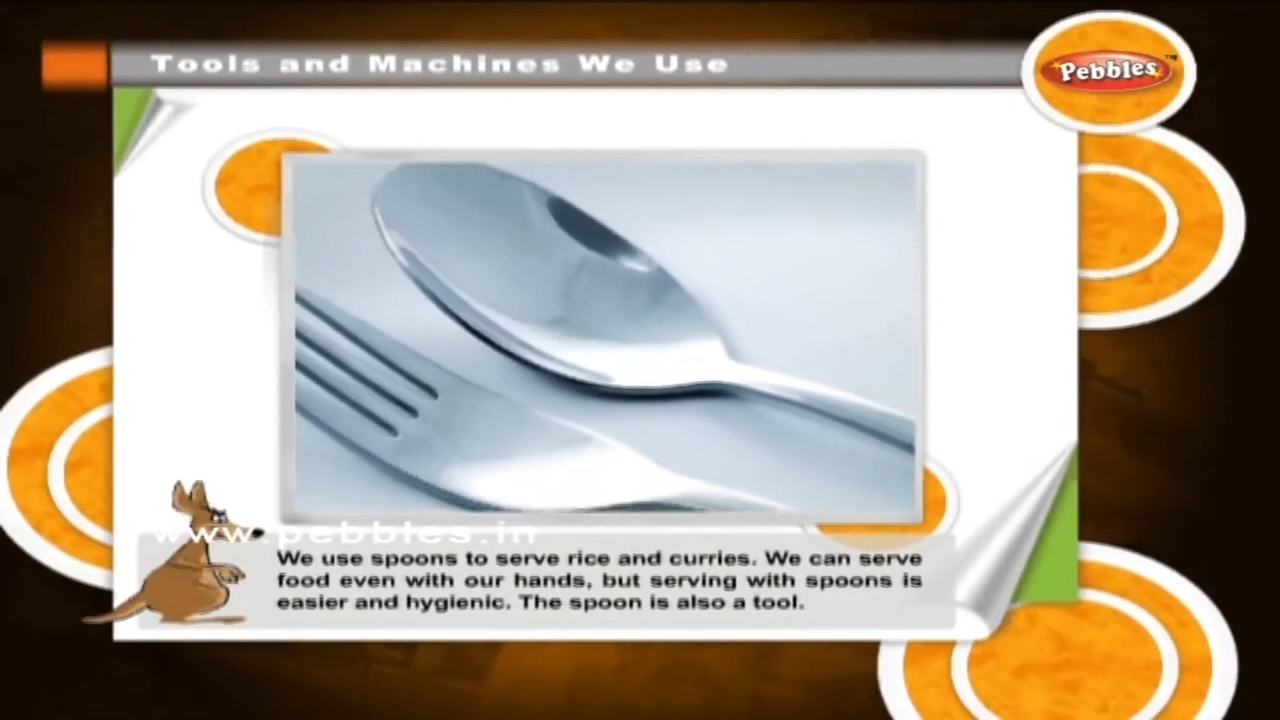 Tools and Machines We Use
Pebbles™
www.pebbles.in
We use spoons to serve rice and curries. We can serve
food even with our hands, but serving with spoons is
easier and hygienic. The spoon is also a tool.